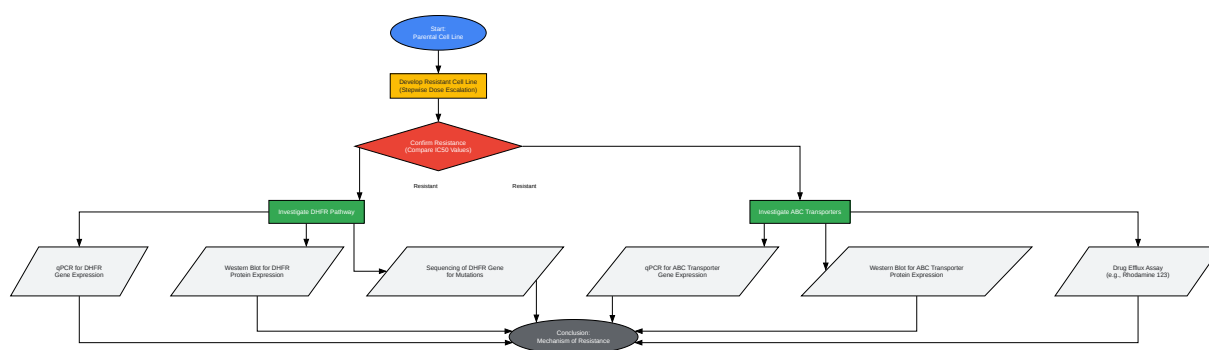 Start:
Parental Cell Line
Develop Resistant Cell Line
(Stepwise Dose Escalation)
Confirm Resistance
(Compare IC50 Values)
Resistant
Resistant
Investigate DHFR Pathway
Investigate ABC Transporters
qPCR for DHFR
Gene Expression
Western Blot for DHFR
Protein Expression
Sequencing of DHFR Gene
for Mutations
qPCR for ABC Transporter
Gene Expression
Western Blot for ABC Transporter
Protein Expression
Drug Efflux Assay
(e.g., Rhodamine 123)
Conclusion:
Mechanism of Resistance